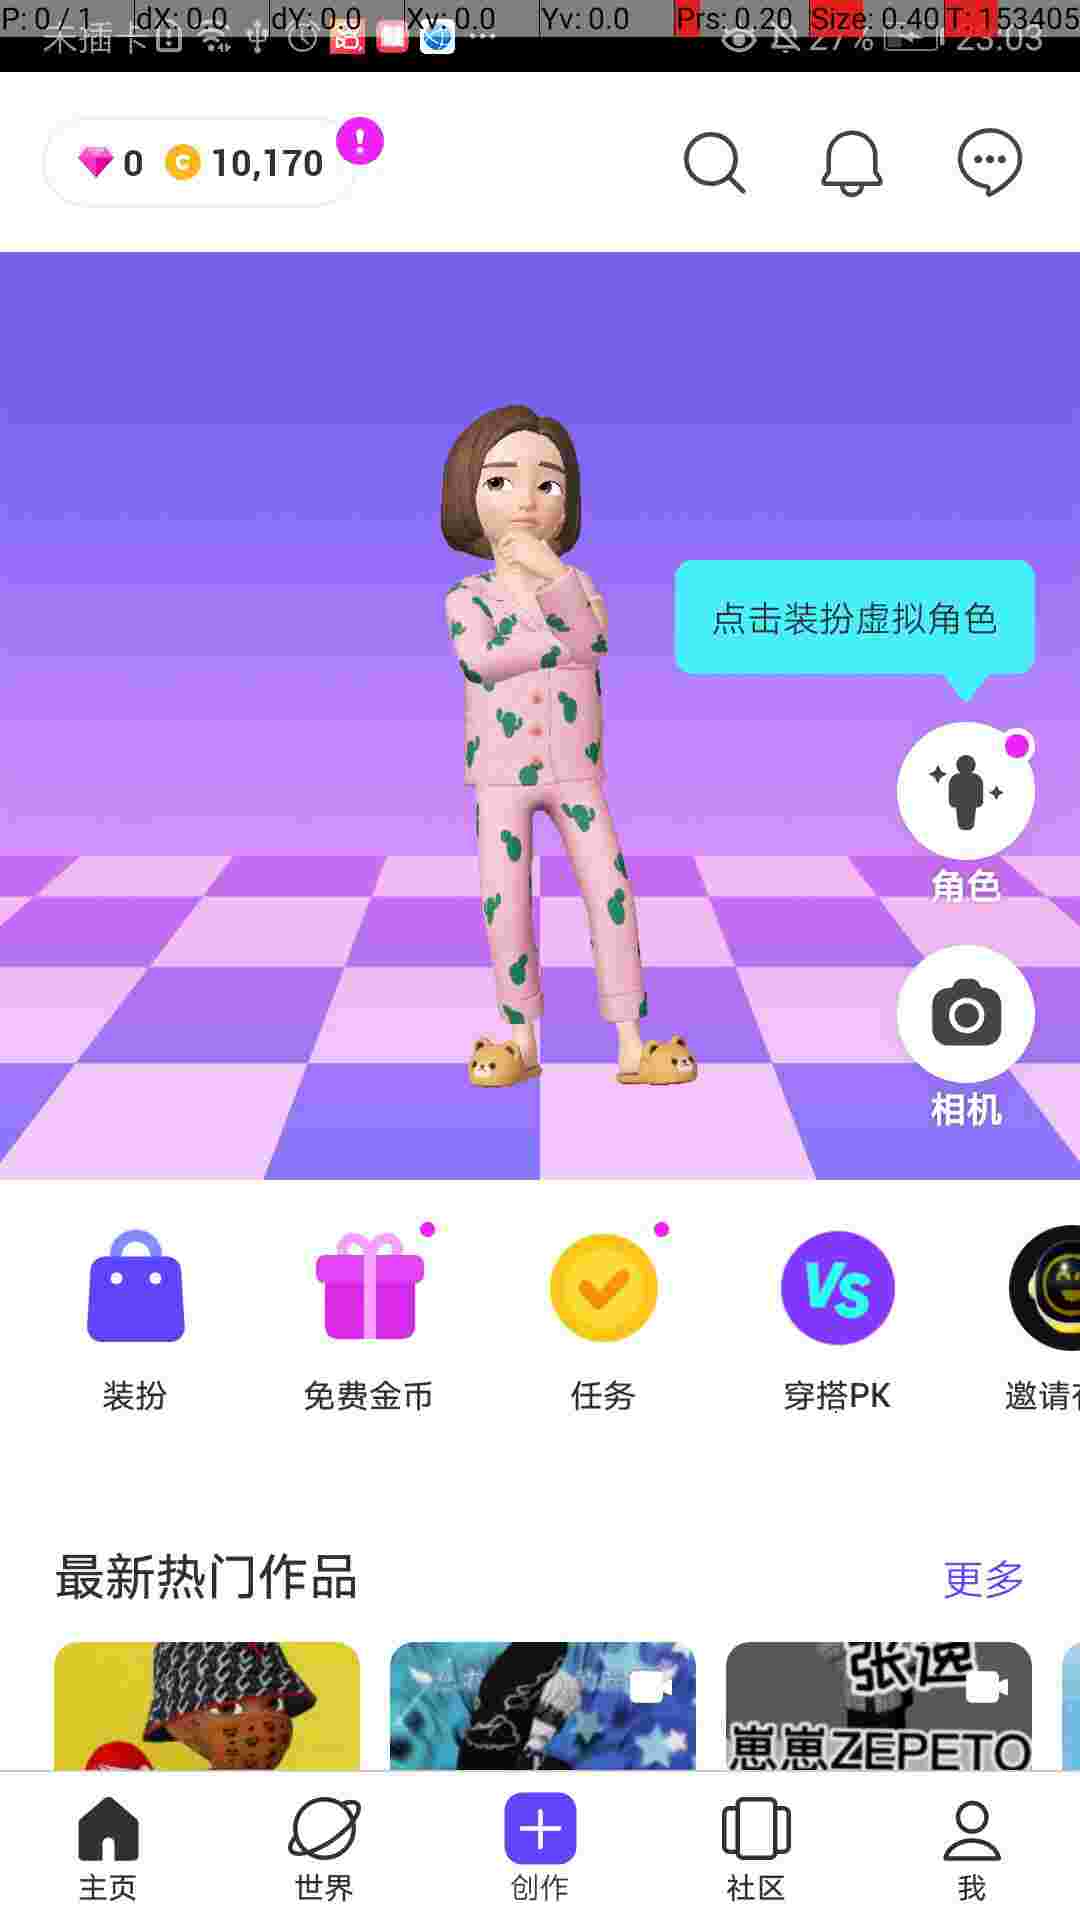 P: 0 / 1 dX: 0.0 dY: 0.0 Xv: 0.0 Yv: 0.0 Prs: 0.20 Size: 0.40 T: 153405
未插卡 27% 23:03
0 10,170
点击装扮虚拟角色
角色
相机
装扮 免费金币 任务 穿搭PK 邀请
最新热门作品 更多
张逸
崽崽ZEPETO
主页 世界 创作 社区 我